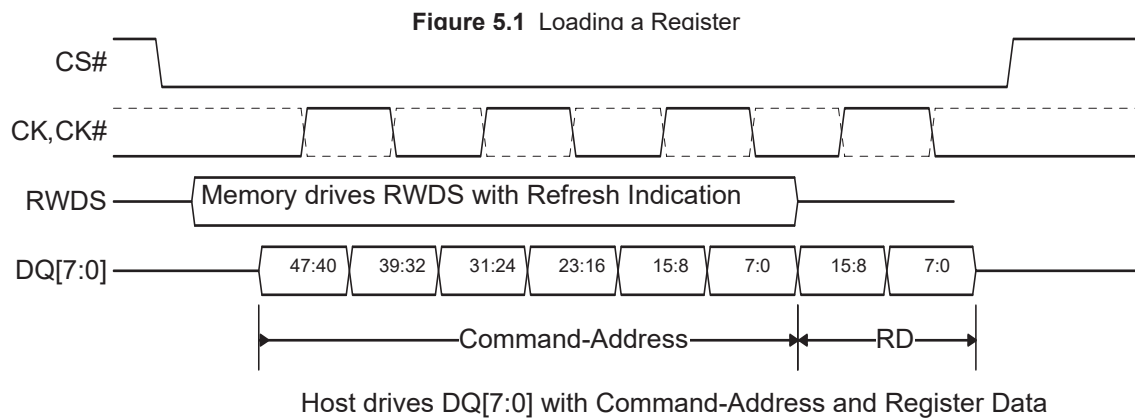 Figure 5.1 Loading a Register
CS#
CK,CK#
RWDS
Memory drives RWDS with Refresh Indication
DQ[7:0]
47:40 39:32 31:24 23:16 15:8 7:0 15:8 7:0
Command-Address RD
Host drives DQ[7:0] with Command-Address and Register Data